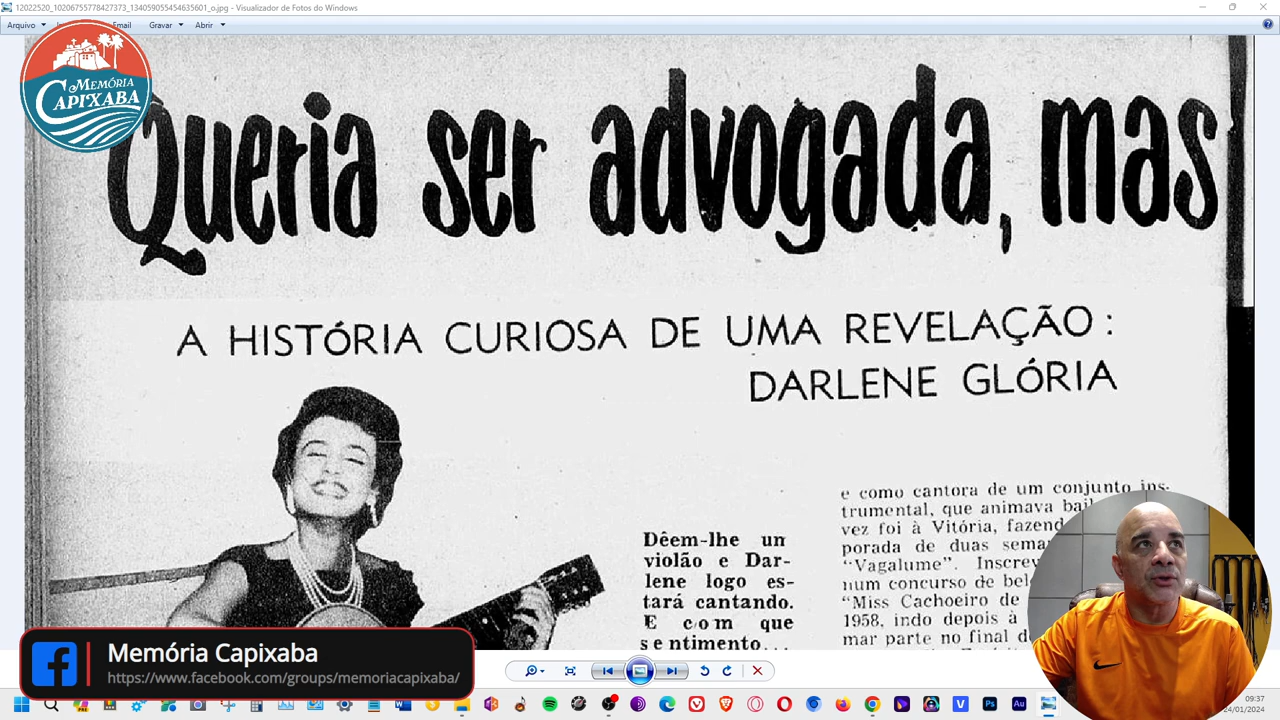 12022520_10206755778427373_134059055454635601_o.jpg - Visualizador de Fotos do Windows
Arquivo
Email
Gravar
Abrir
MEMÓRIA
CAPIXABA
Queria ser advogada, mas
A HISTÓRIA CURIOSA DE UMA REVELAÇÃO :
DARLENE GLÓRIA
Dêem-lhe un
violão e Dar-
lene logo es-
tará cantando.
E com que
sentimento...
e como cantora de um conjunto ins-
trumental, que animava
vez foi à Vitória, fazend
porada de duas sema
"Vagalume". Inscrev
num concurso de bel
"Miss Cachoeiro de
1958, indo depois à
mar parte no final d
Memória Capixaba
https://www.facebook.com/groups/memoriacapixaba/
09:37
24/01/2024